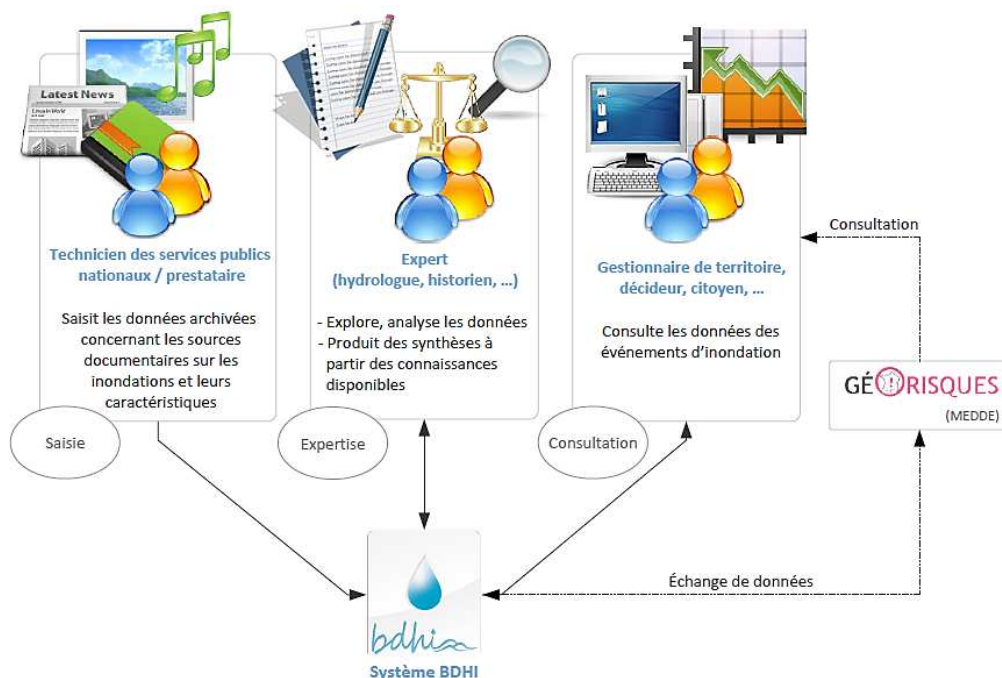 Latest News
Technicien des services publics
nationaux / prestataire
Saisit les données archivées
concernant les sources
documentaires sur les
inondations et leurs
caractéristiques
Saisie
Expert
(hydrologue, historien, ...)
- Explore, analyse les données
- Produit des synthèses à
partir des connaissances
disponibles
Expertise
Gestionnaire de territoire,
décideur, citoyen, ...
Consulte les données des
événements d'inondation
Consultation
Consultation
GÉORISQUES
(MEDDE)
Échange de données
bdhi
Système BDHI